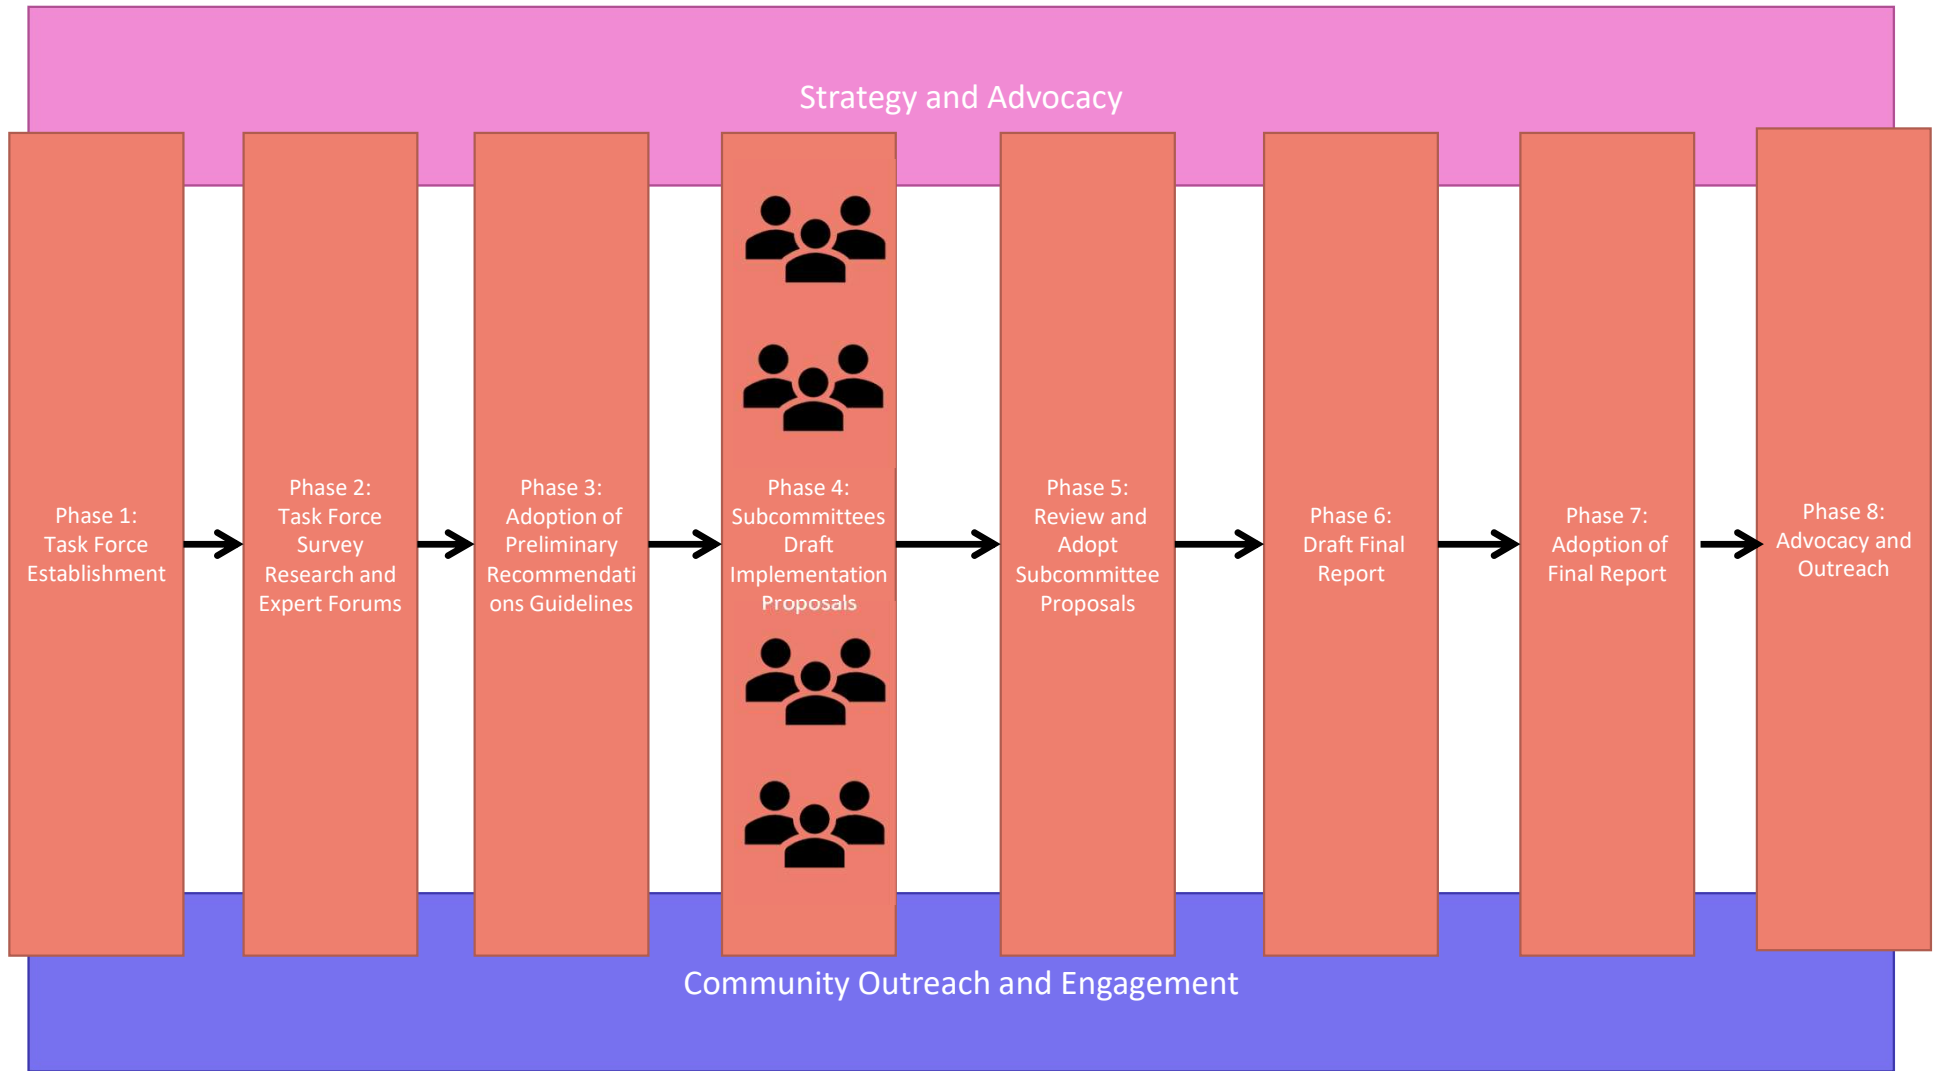 Strategy and Advocacy
Phase 1:
Task Force
Establishment
Phase 2:
Task Force
Survey
Research and
Expert Forums
Phase 3:
Adoption of
Preliminary
Recommendati
ons Guidelines
Phase 4:
Subcommittees
Draft
Implementation
Proposals
Phase 5:
Review and
Adopt
Subcommittee
Proposals
Phase 6:
Draft Final
Report
Phase 7:
Adoption of
Final Report
Phase 8:
Advocacy and
Outreach
Community Outreach and Engagement